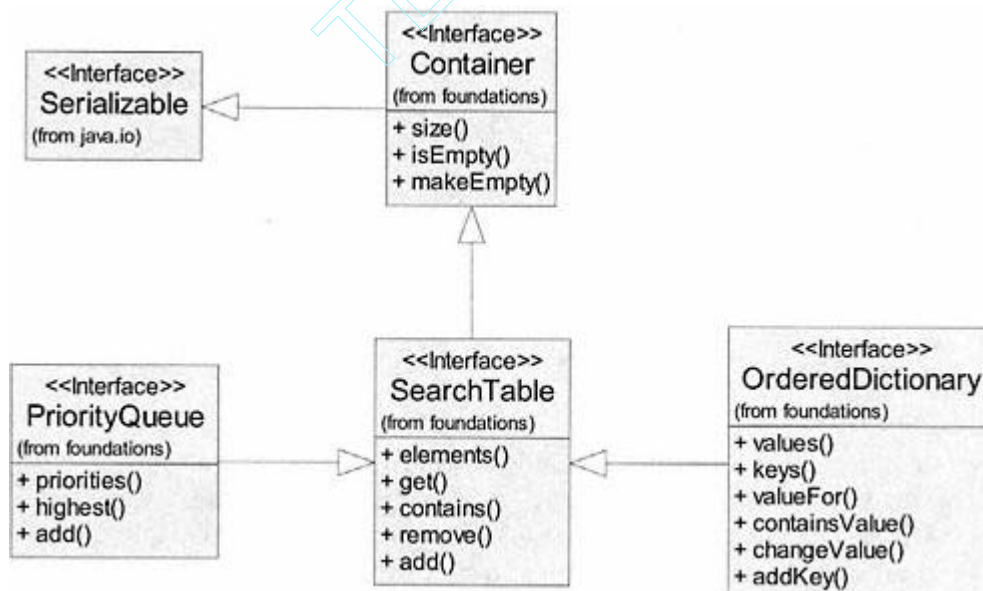 <<Interface>>
Serializable
(from java.io)
<<Interface>>
Container
(from foundations)
+ size()
+ isEmpty()
+ makeEmpty()
<<Interface>>
PriorityQueue
(from foundations)
+ priorities()
+ highest()
+ add()
<<Interface>>
SearchTable
(from foundations)
+ elements()
+ get()
+ contains()
+ remove()
+ add()
<<Interface>>
OrderedDictionary
(from foundations)
+ values()
+ keys()
+ valueFor()
+ containsValue()
+ changeValue()
+ addKey()